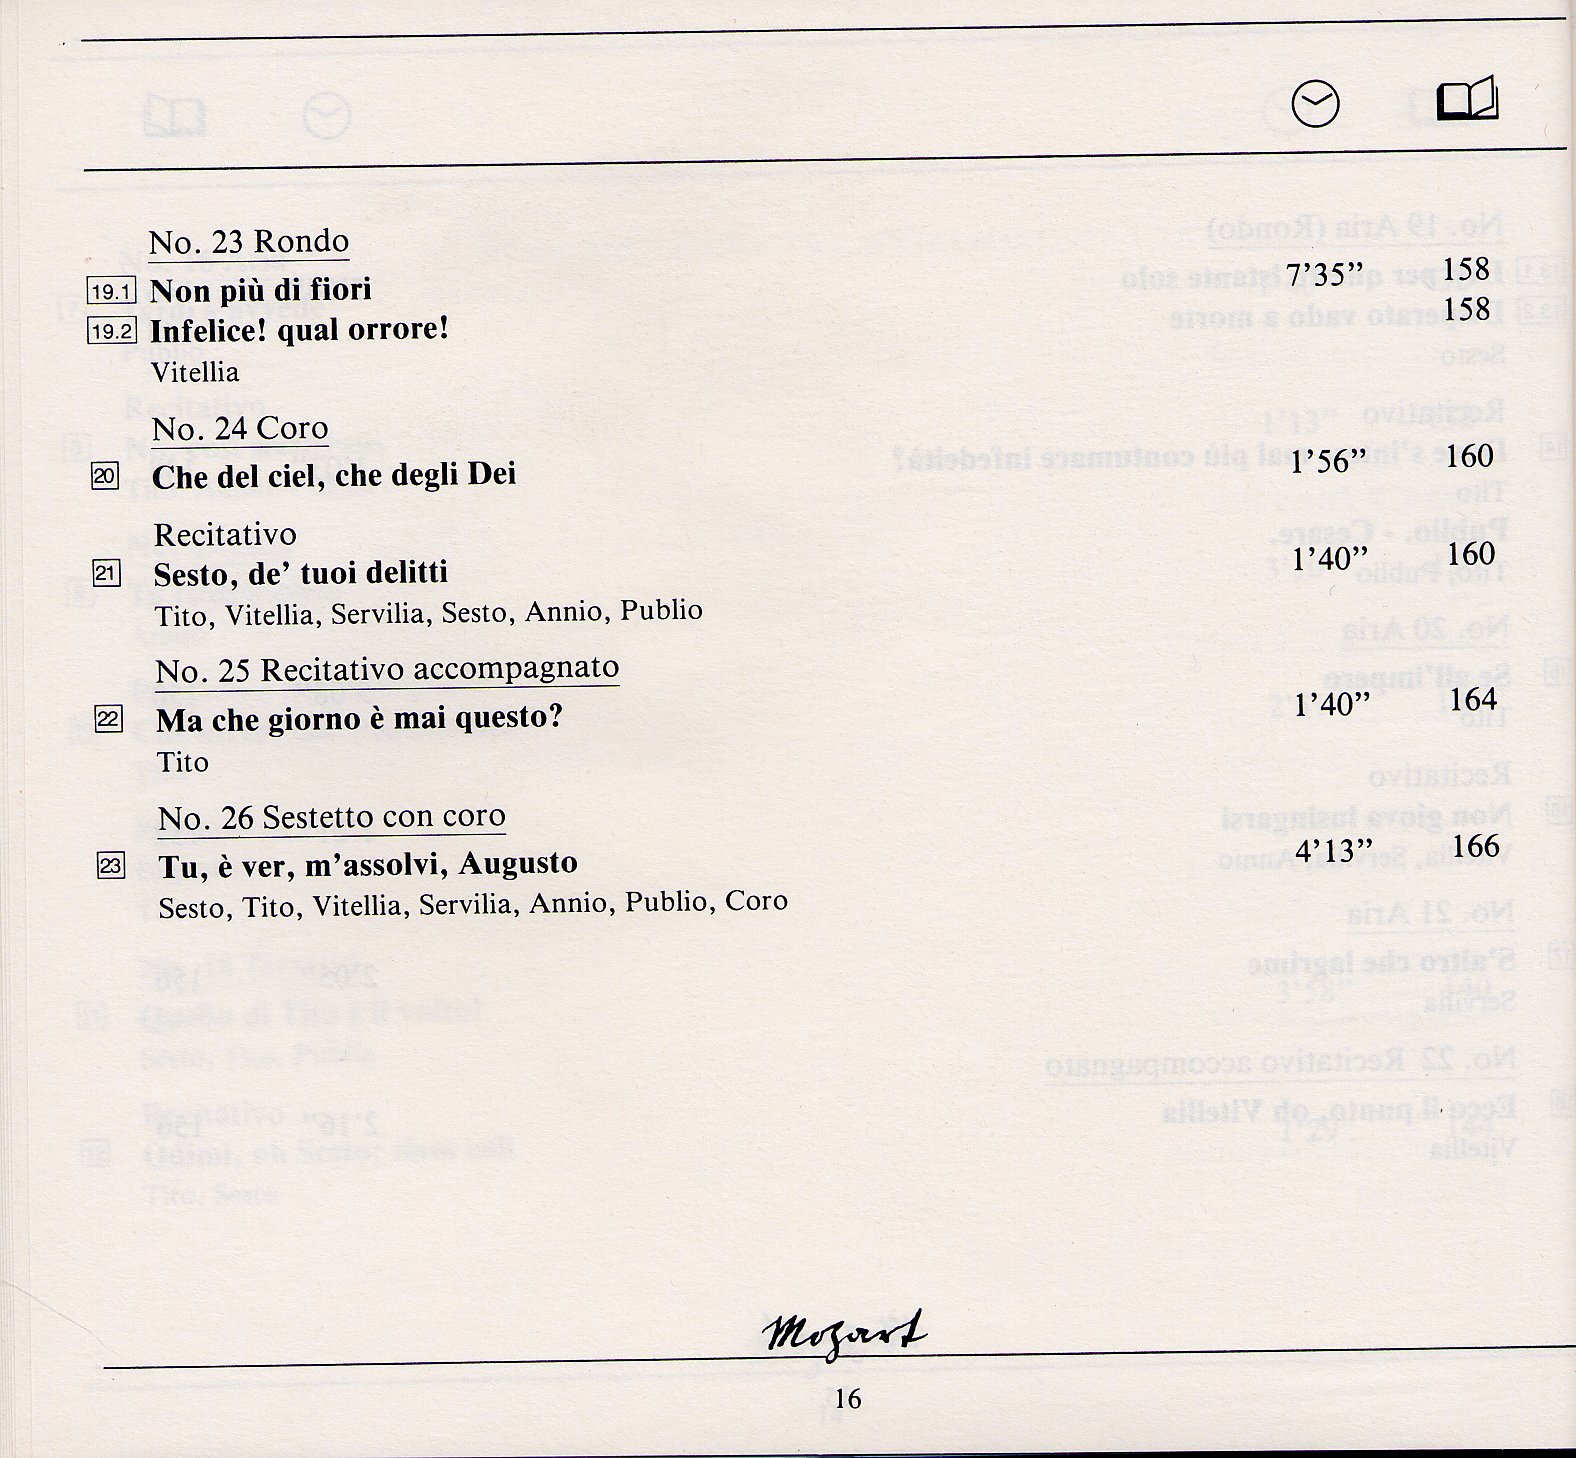 No. 23 Rondo
19.1 Non più di fiori 7’35” 158
19.2 Infelice! qual orrore! 158
Vitellia
No. 24 Coro
20 Che del ciel, che degli Dei 1’56” 160
Recitativo
21 Sesto, de’ tuoi delitti 1’40” 160
Tito, Vitellia, Servilia, Sesto, Annio, Publio
No. 25 Recitativo accompagnato
22 Ma che giorno è mai questo? 1’40” 164
Tito
No. 26 Sestetto con coro
23 Tu, è ver, m’assolvi, Augusto 4’13” 166
Sesto, Tito, Vitellia, Servilia, Annio, Publio, Coro
Mozart
16